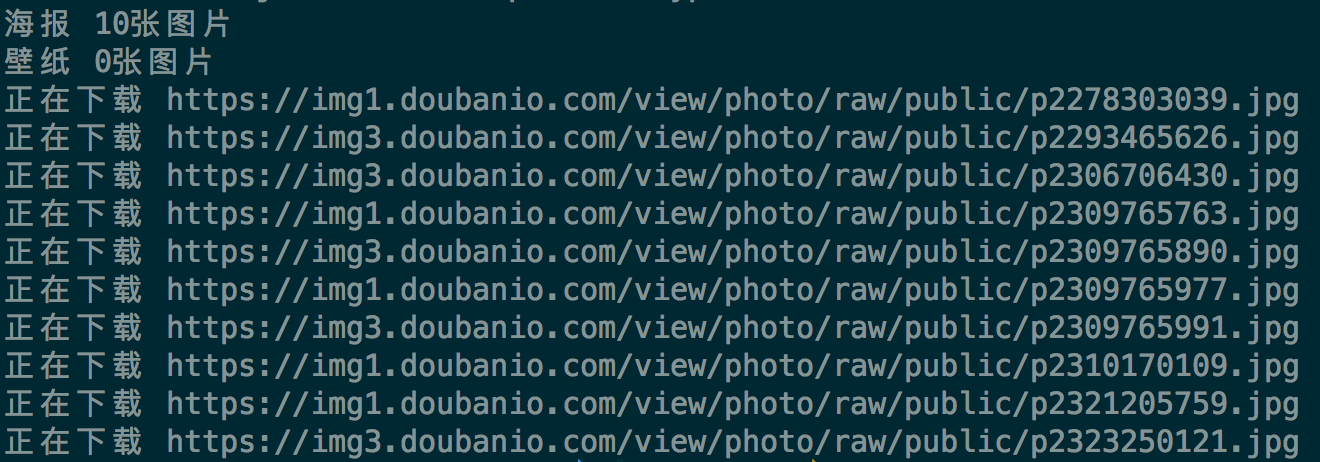 海报 10张图片
壁纸 0张图片
正在下载 https://img1.doubanio.com/view/photo/raw/public/p2278303039.jpg
正在下载 https://img3.doubanio.com/view/photo/raw/public/p2293465626.jpg
正在下载 https://img3.doubanio.com/view/photo/raw/public/p2306706430.jpg
正在下载 https://img1.doubanio.com/view/photo/raw/public/p2309765763.jpg
正在下载 https://img3.doubanio.com/view/photo/raw/public/p2309765890.jpg
正在下载 https://img1.doubanio.com/view/photo/raw/public/p2309765977.jpg
正在下载 https://img3.doubanio.com/view/photo/raw/public/p2309765991.jpg
正在下载 https://img1.doubanio.com/view/photo/raw/public/p2310170109.jpg
正在下载 https://img1.doubanio.com/view/photo/raw/public/p2321205759.jpg
正在下载 https://img3.doubanio.com/view/photo/raw/public/p2323250121.jpg